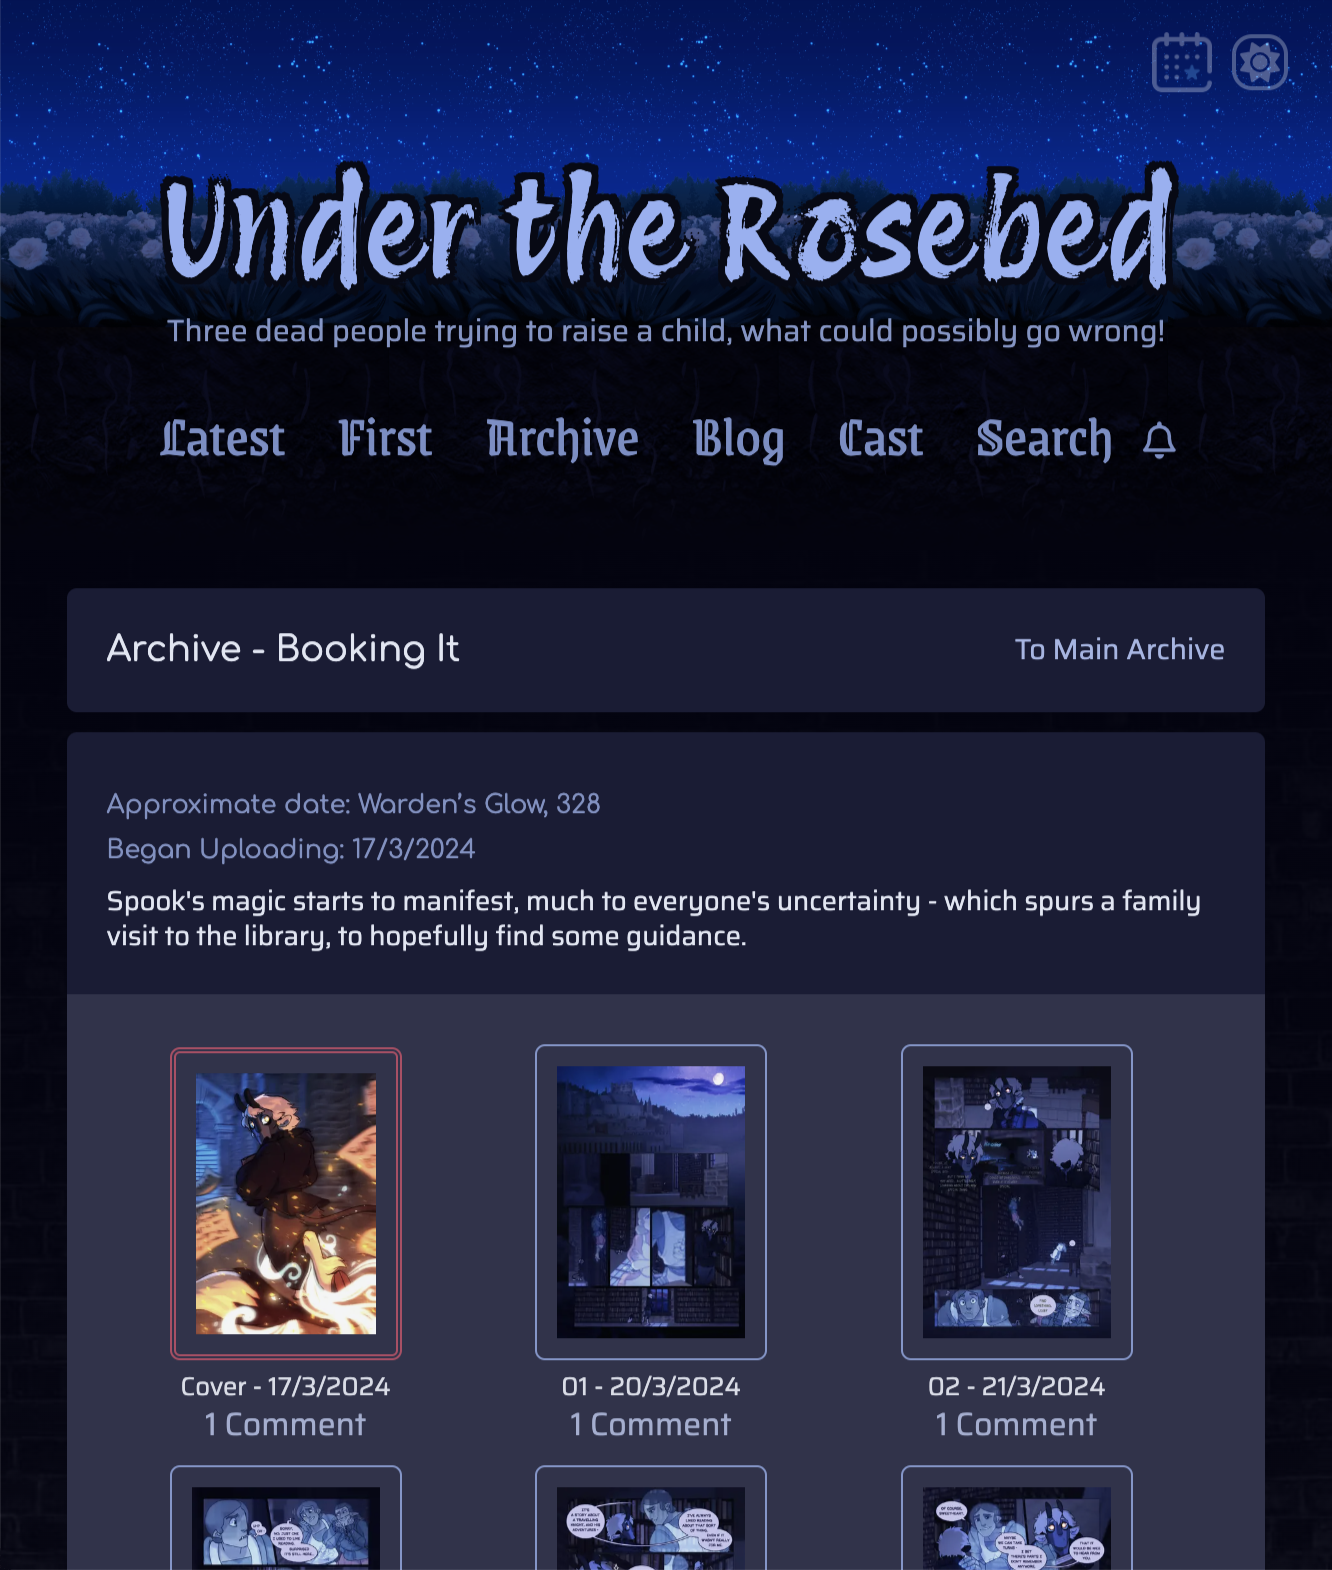 Under the Rosebed
Three dead people trying to raise a child, what could possibly go wrong!
Latest First Archive Blog Cast Search
Archive - Booking It
To Main Archive
Approximate date: Warden’s Glow, 328
Began Uploading: 17/3/2024
Spook's magic starts to manifest, much to everyone's uncertainty - which spurs a family
visit to the library, to hopefully find some guidance.
Cover - 17/3/2024
1 Comment
01 - 20/3/2024
1 Comment
02 - 21/3/2024
1 Comment